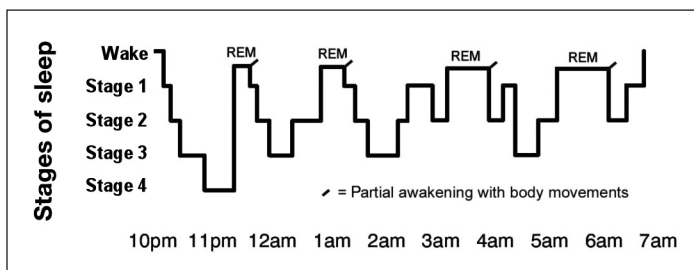 Stages of sleep
Wake
Stage 1
Stage 2
Stage 3
Stage 4
REM REM REM REM
= Partial awakening with body movements
10pm 11pm 12am 1am 2am 3am 4am 5am 6am 7am